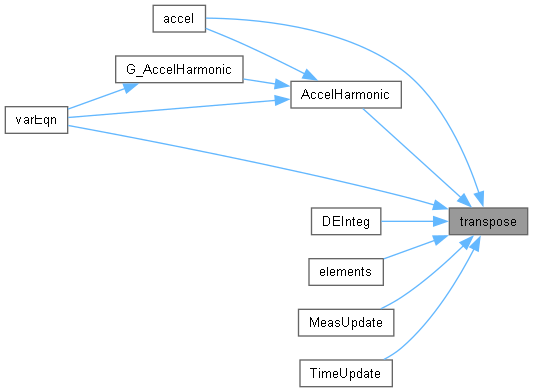 accel
G_AccelHarmonic
AccelHarmonic
varEqn
transpose
DEInteg
elements
MeasUpdate
TimeUpdate